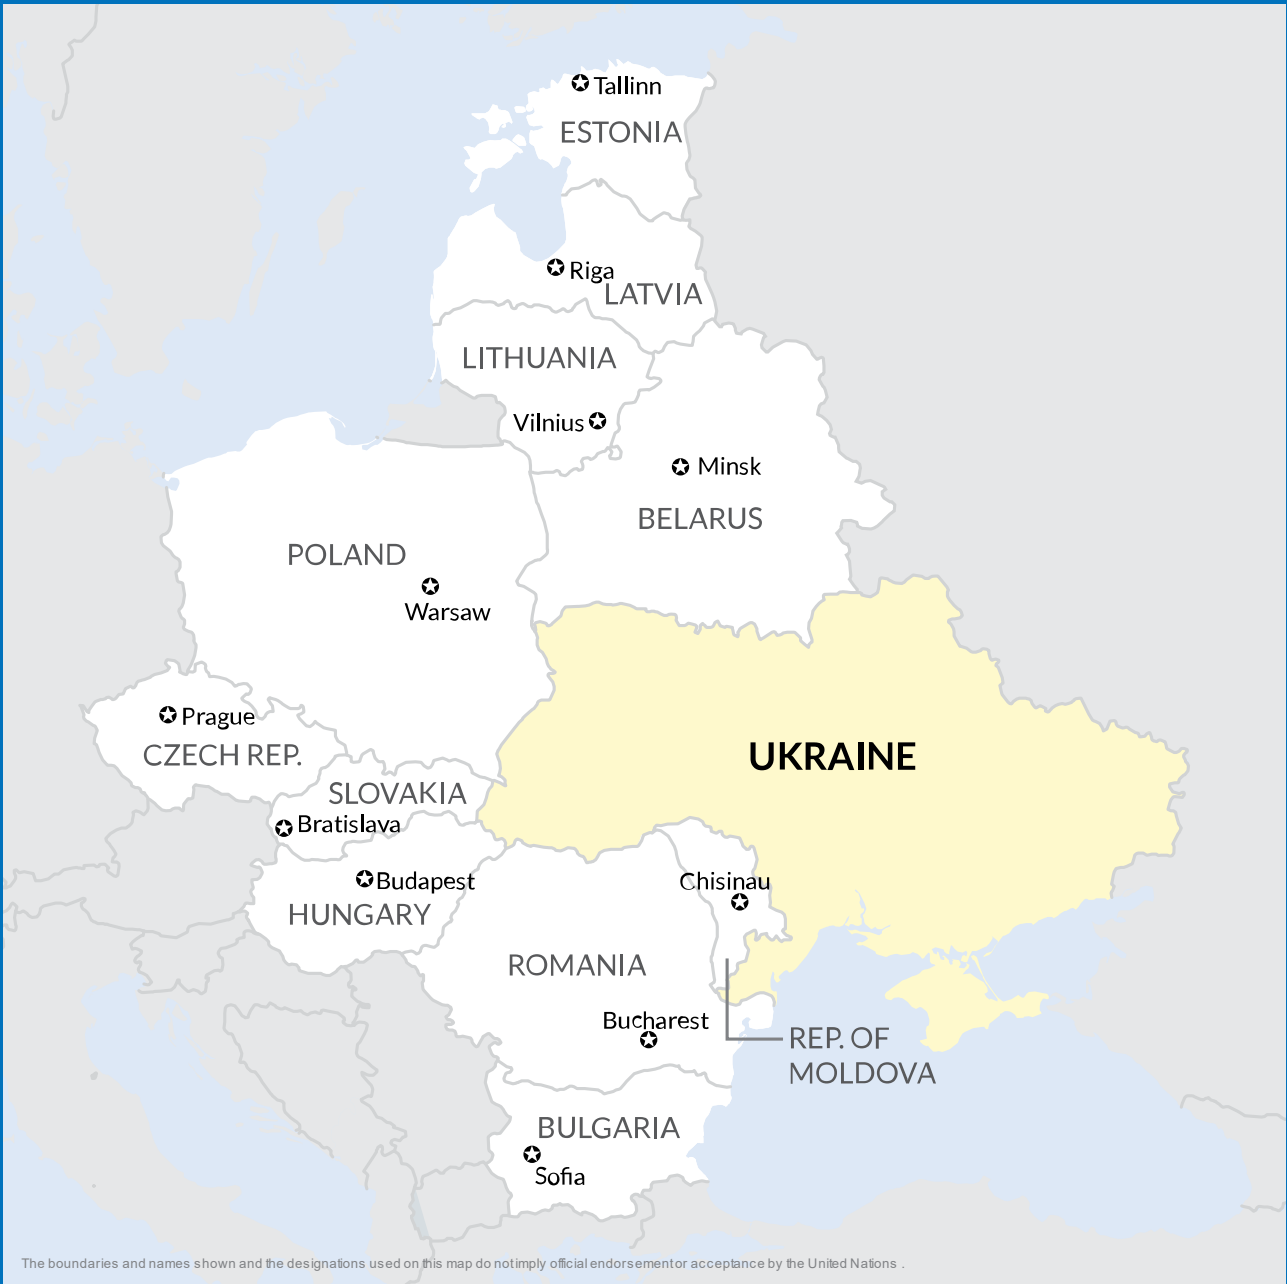 Tallinn
ESTONIA
Riga
LATVIA
LITHUANIA
Vilnius
Minsk
BELARUS
POLAND
Warsaw
Prague
CZECH REP.
UKRAINE
SLOVAKIA
Bratislava
Budapest
HUNGARY
Chisinau
ROMANIA
Bucharest
REP. OF
MOLDOVA
BULGARIA
Sofia
The boundaries and names shown and the designations used on this map do not imply official endorsement or acceptance by the United Nations .